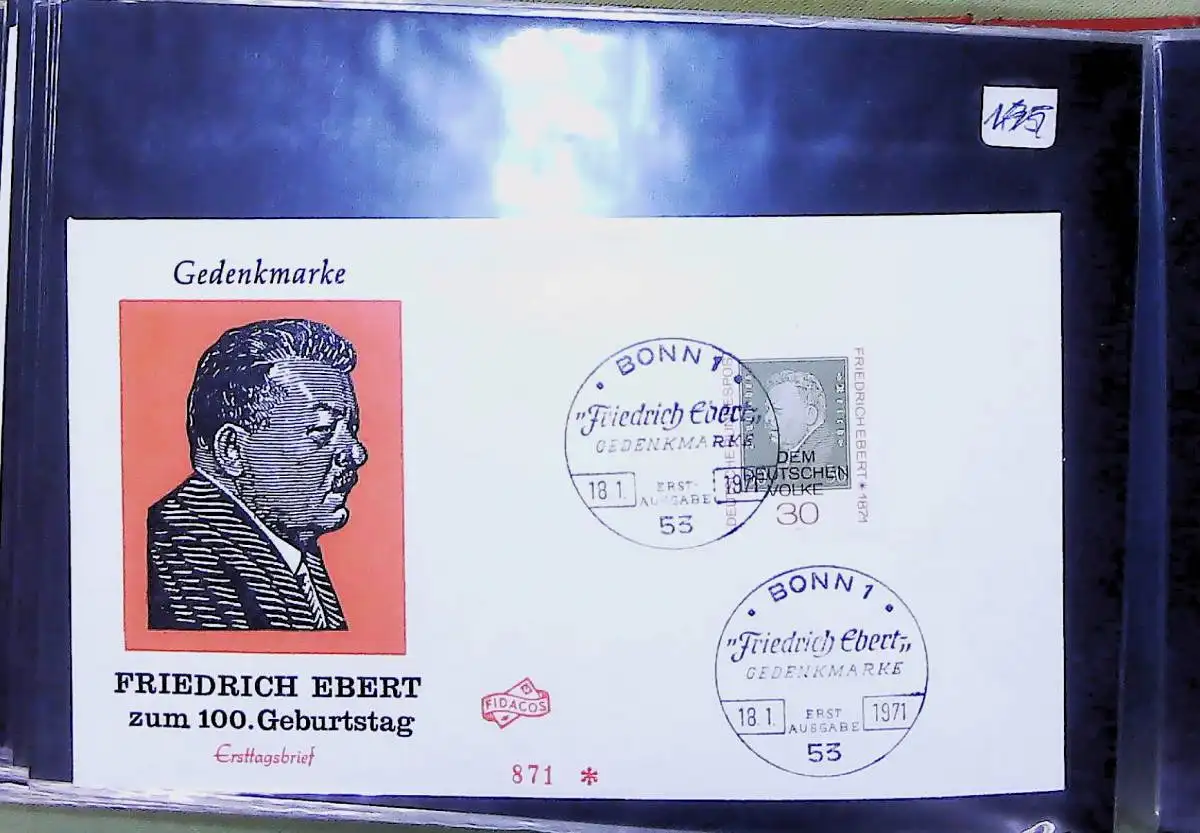 Gedenkmarke
FRIEDRICH EBERT
zum 100. Geburtstag
Ersttagsbrief
FIDACOS
871 *
BONN 1
"Friedrich Ebert-"
GEDENKMARKE
18.1.
ERST-
AUSGABE
1971
53
FRIEDRICH EBERT * 1871
DEM
DEUTSCHEN
VOLKE
30
BONN 1
"Friedrich Ebert-"
GEDENKMARKE
18.1.
ERST
AUSGABE
1971
53